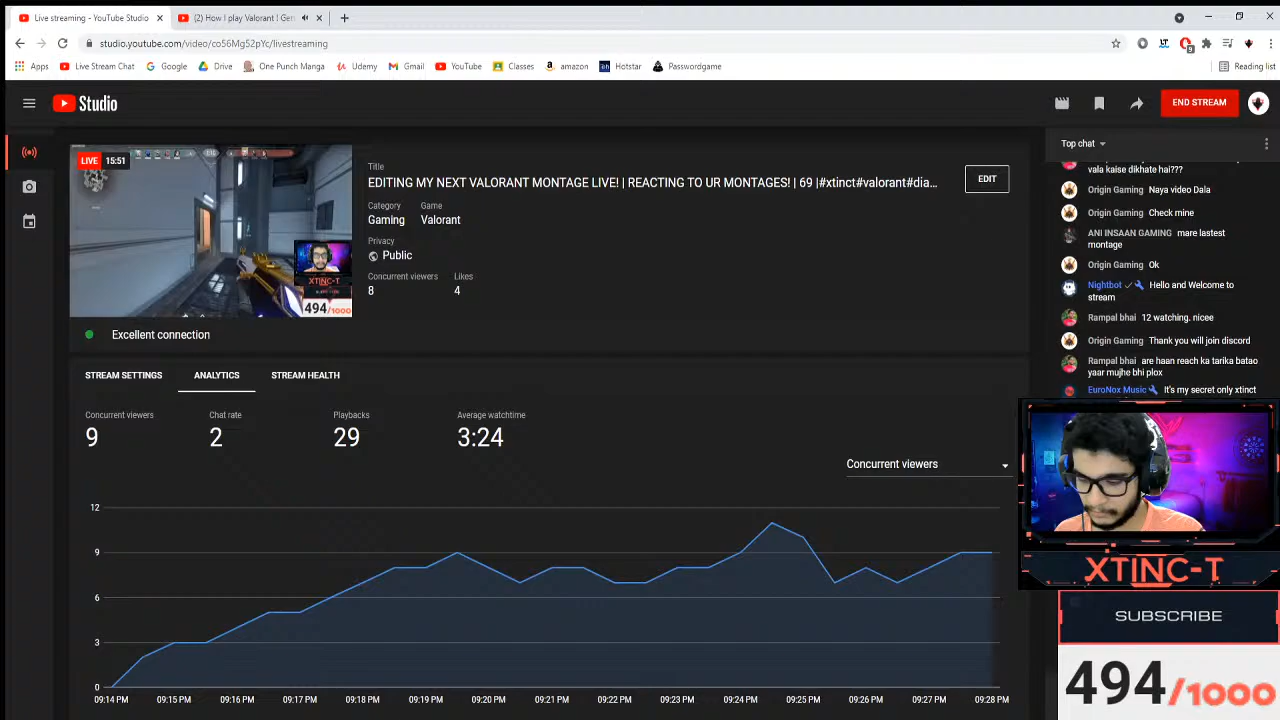 Live streaming - YouTube Studio
(2) How I play Valorant ! Get
studio.youtube.com/video/co56Mg52pYc/livestreaming
Apps Live Stream Chat Google Drive One Punch Manga Udemy Gmail YouTube Classes amazon Hotstar Passwordgame Reading list
Studio
END STREAM
LIVE 15:51
XTINC-T
494/1000
Title
EDITING MY NEXT VALORANT MONTAGE LIVE! | REACTING TO UR MONTAGES! | 69 |#xtinct#valorant#dia...
EDIT
Category Game
Gaming Valorant
Privacy
Public
Concurrent viewers Likes
8 4
Excellent connection
STREAM SETTINGS ANALYTICS STREAM HEALTH
Concurrent viewers Chat rate Playbacks Average watchtime
9 2 29 3:24
Concurrent viewers
12
9
6
3
0
09:14 PM 09:15 PM 09:16 PM 09:17 PM 09:18 PM 09:19 PM 09:20 PM 09:21 PM 09:22 PM 09:23 PM 09:24 PM 09:25 PM 09:26 PM 09:27 PM 09:28 PM
Top chat
vala kaise dikhate hai???
Origin Gaming Naya video Dala
Origin Gaming Check mine
ANI INSAAN GAMING mare lastest
montage
Origin Gaming Ok
Nightbot Hello and Welcome to
stream
Rampal bhai 12 watching. nicee
Origin Gaming Thank you will join discord
Rampal bhai are haan reach ka tarika batao
yaar mujhe bhi plox
EuroNox Music It's my secret only xtinct
XTINC-T
SUBSCRIBE
494/1000